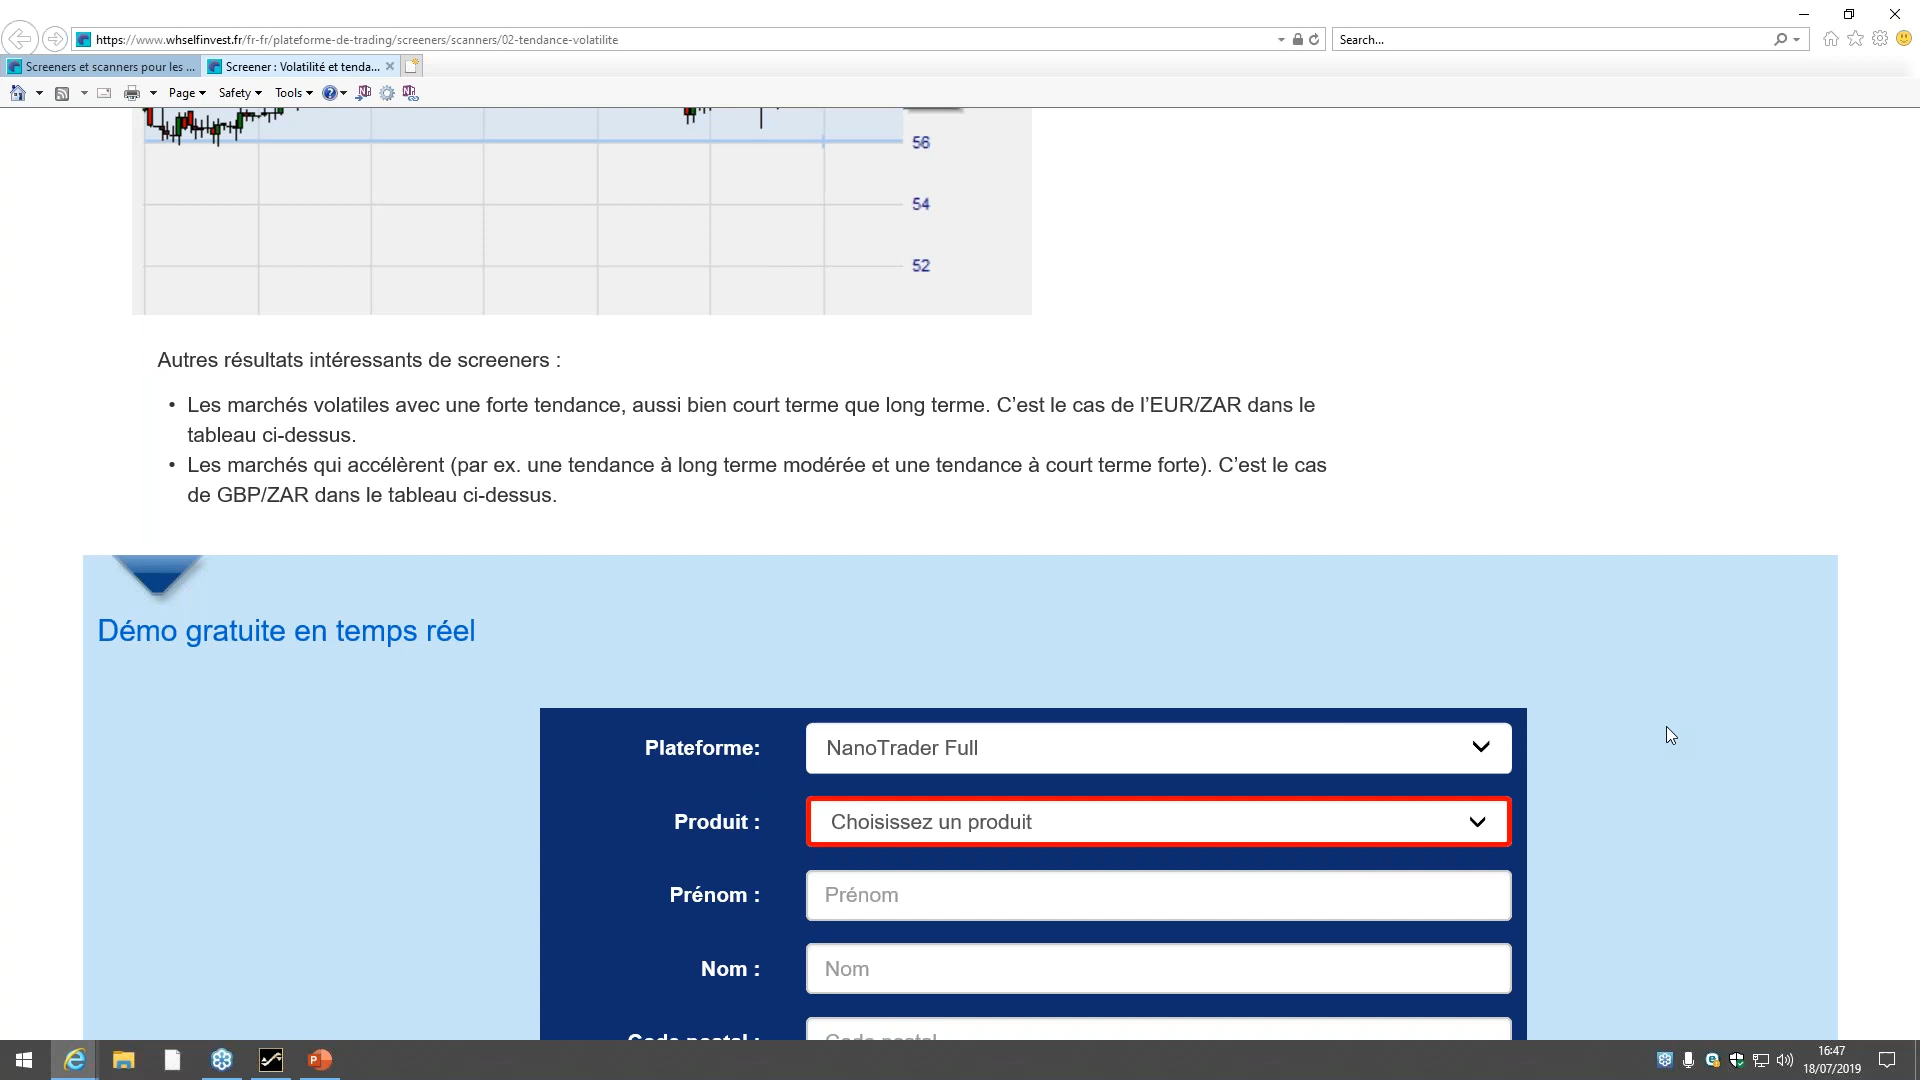 https://www.whselfinvest.fr/fr-fr/plateforme-de-trading/screeners/scanners/02-tendance-volatilite
Search...
Screeners et scanners pour les ...
Screener : Volatilité et tenda...
Page
Safety
Tools
56
54
52
Autres résultats intéressants de screeners :
• Les marchés volatiles avec une forte tendance, aussi bien court terme que long terme. C’est le cas de l’EUR/ZAR dans le
tableau ci-dessus.
• Les marchés qui accélèrent (par ex. une tendance à long terme modérée et une tendance à court terme forte). C’est le cas
de GBP/ZAR dans le tableau ci-dessus.
Démo gratuite en temps réel
Plateforme:
NanoTrader Full
Produit :
Choisissez un produit
Prénom :
Prénom
Nom :
Nom
Code postal :
Code postal
16:47
18/07/2019